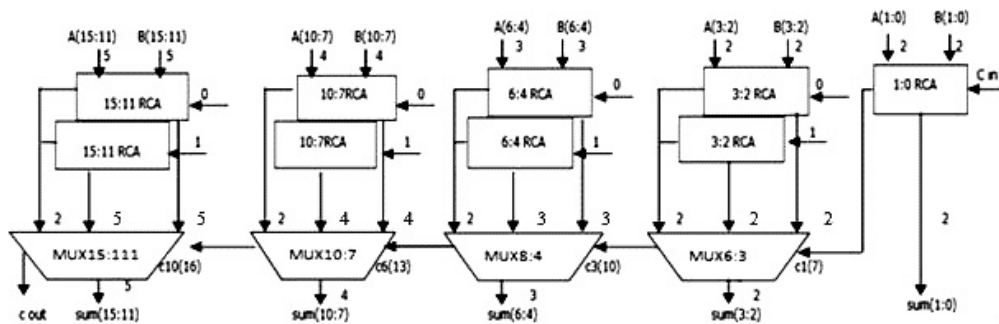 A(15:11) B(15:11) A(10:7) B(10:7) A(6:4) B(6:4) A(3:2) B(3:2) A(1:0) B(1:0)
5 5 4 4 3 3 2 2 2 2
15:11 RCA 0 10:7RCA 0 6:4 RCA 0 3:2 RCA 0 1:0 RCA C in
15:11 RCA 1 10:7RCA 1 6:4 RCA 1 3:2 RCA 1
2 5 5 2 4 4 2 3 3 2 2 2 2
MUX15:111 c10(16) MUX10:7 c6(13) MUX8:4 c3(10) MUX6:3 c1(7)
5 4 3 2
c out sum(15:11) sum(10:7) sum(6:4) sum(3:2) sum(1:0)